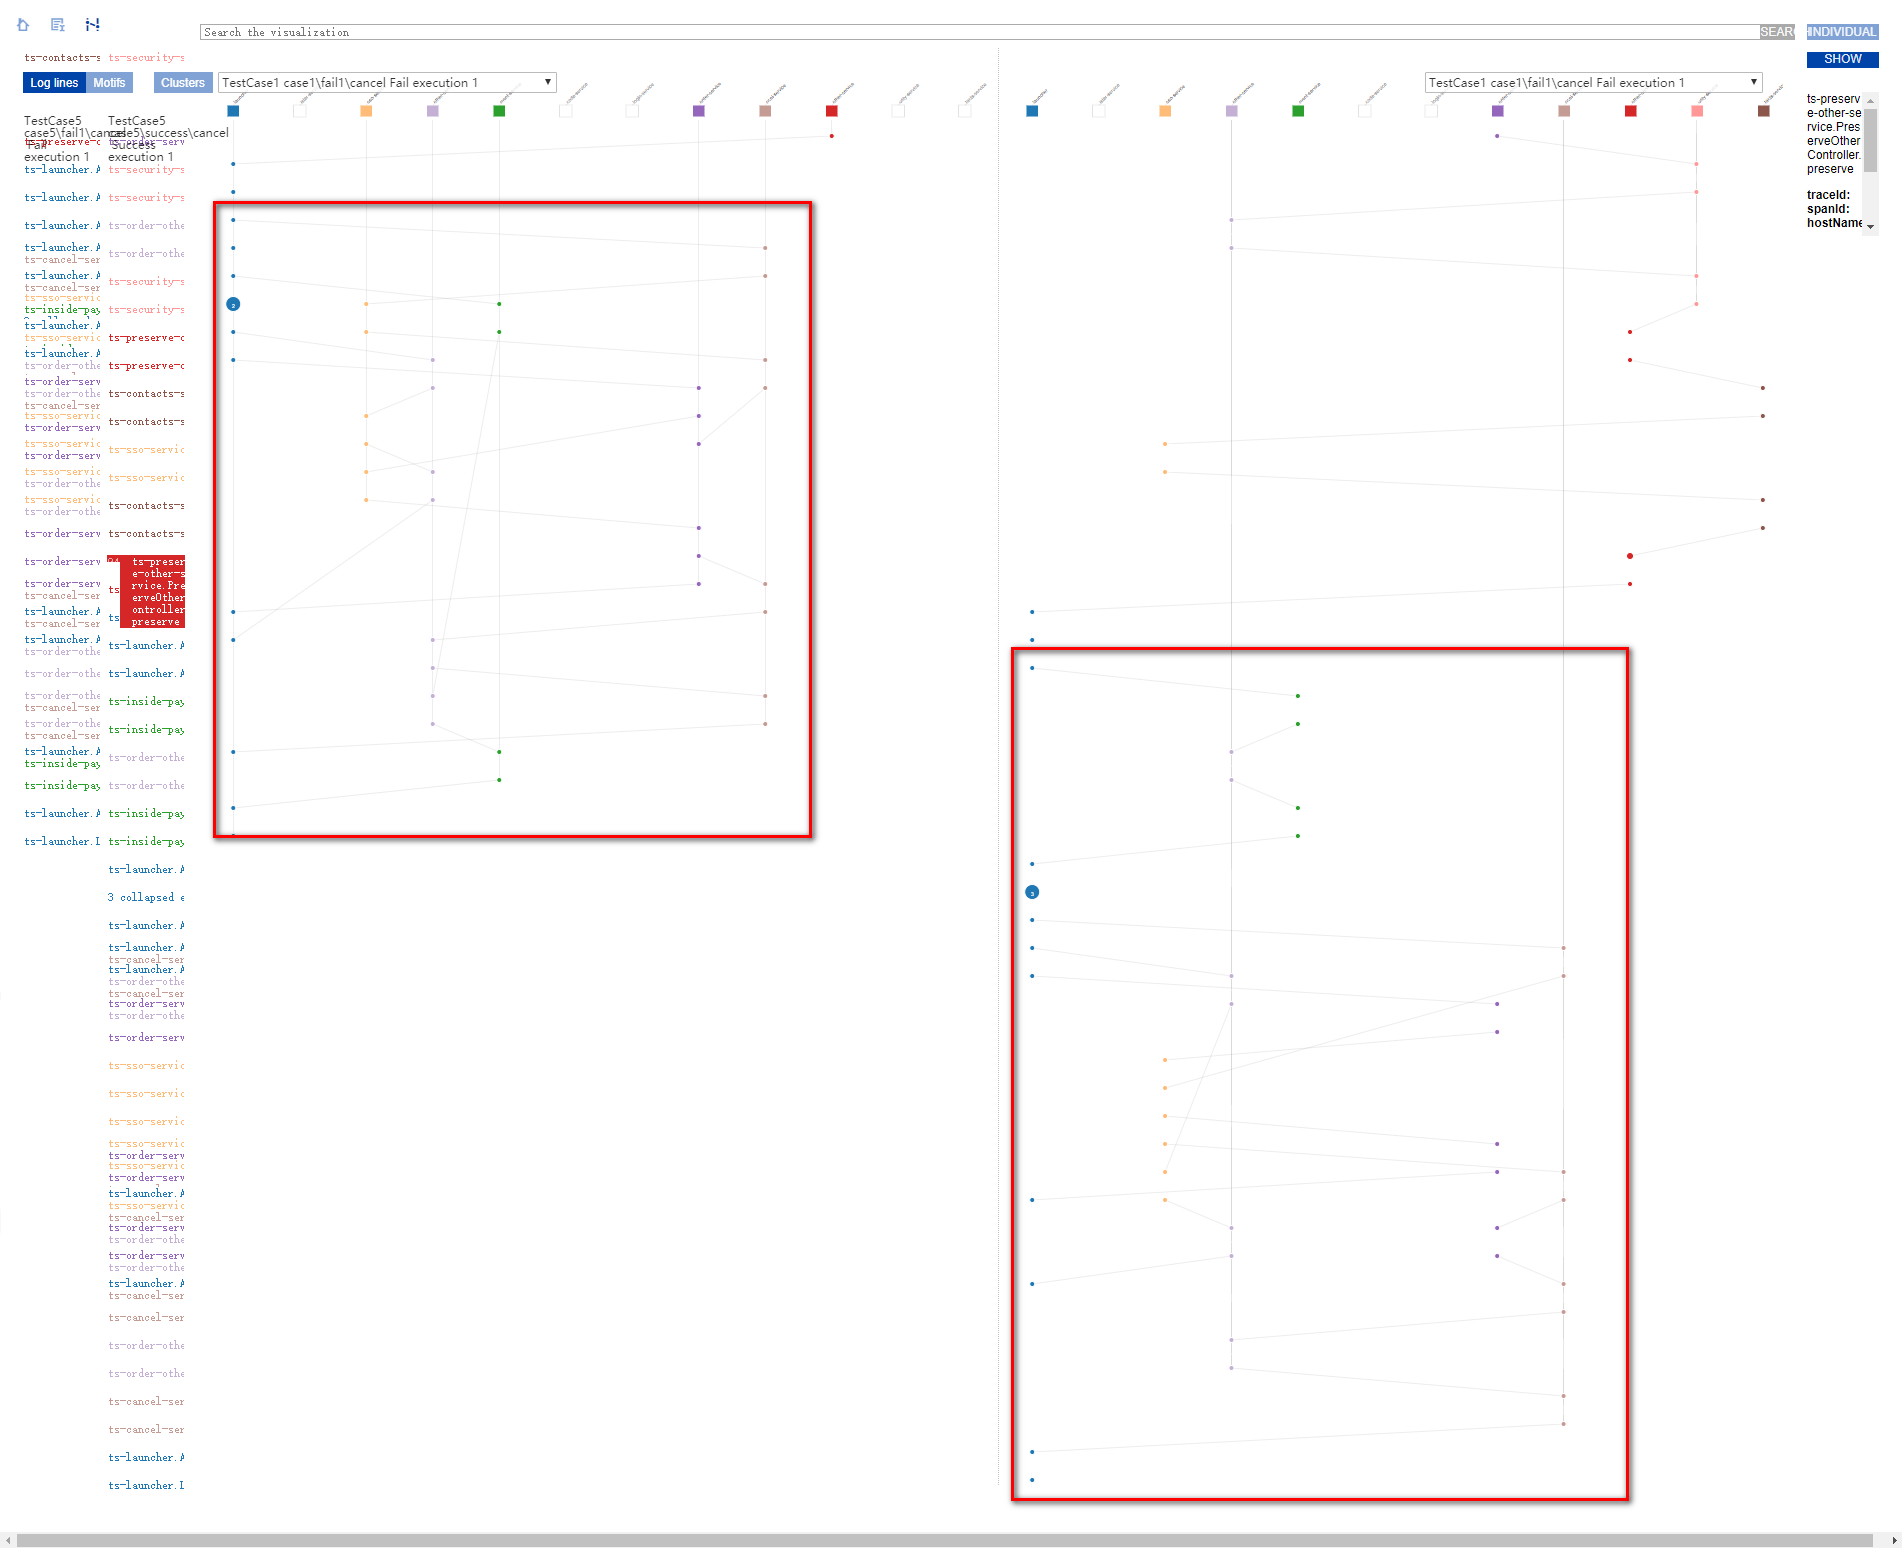 Search the visualization
SEAR
INDIVIDUAL
SHOW
ts-contacts-s
ts-security-s
Log lines
Motifs
Clusters
TestCase1 case1\fail1\cancel Fail execution 1
TestCase1 case1\fail1\cancel Fail execution 1
ts-preserv
e-other-se
rvice.Pres
erveOther
Controller.
preserve
traceId:
spanId:
hostName
TestCase5
case5\fail1\cancel
Fail
execution 1
ts-preserve-o
ts-launcher.A
ts-launcher.A
ts-launcher.A
ts-launcher.A
ts-cancel-ser
ts-launcher.A
ts-cancel-ser
ts-sso-servic
ts-inside-pay
ts-launcher.A
ts-sso-servic
ts-launcher.A
ts-order-othe
ts-order-serv
ts-order-othe
ts-cancel-ser
ts-sso-servic
ts-order-serv
ts-sso-servic
ts-order-serv
ts-sso-servic
ts-order-othe
ts-sso-servic
ts-order-othe
ts-order-serv
ts-order-serv
ts-order-serv
ts-cancel-ser
ts-launcher.A
ts-cancel-ser
ts-launcher.A
ts-order-othe
ts-order-othe
ts-order-othe
ts-cancel-ser
ts-order-othe
ts-cancel-ser
ts-launcher.A
ts-inside-pay
ts-inside-pay
ts-launcher.A
ts-launcher.I
TestCase5
case5\success\cancel
Success
execution 1
ts-order-serv
ts-security-s
ts-security-s
ts-order-othe
ts-order-othe
ts-security-s
ts-security-s
ts-preserve-o
ts-preserve-o
ts-contacts-s
ts-contacts-s
ts-sso-servic
ts-sso-servic
ts-contacts-s
ts-contacts-s
ts-preser
e-other-s
rvice.Pre
erveOther
ontroller
preserve
ts-launcher.A
ts-launcher.A
ts-inside-pay
ts-inside-pay
ts-order-othe
ts-order-othe
ts-inside-pay
ts-inside-pay
ts-launcher.A
3 collapsed e
ts-launcher.A
ts-launcher.A
ts-cancel-ser
ts-launcher.A
ts-order-othe
ts-cancel-ser
ts-order-serv
ts-order-othe
ts-order-serv
ts-sso-servic
ts-sso-servic
ts-sso-servic
ts-sso-servic
ts-order-serv
ts-sso-servic
ts-order-serv
ts-launcher.A
ts-sso-servic
ts-cancel-ser
ts-order-serv
ts-order-othe
ts-order-serv
ts-order-othe
ts-launcher.A
ts-cancel-ser
ts-cancel-ser
ts-order-othe
ts-order-othe
ts-cancel-ser
ts-cancel-ser
ts-launcher.A
ts-launcher.I